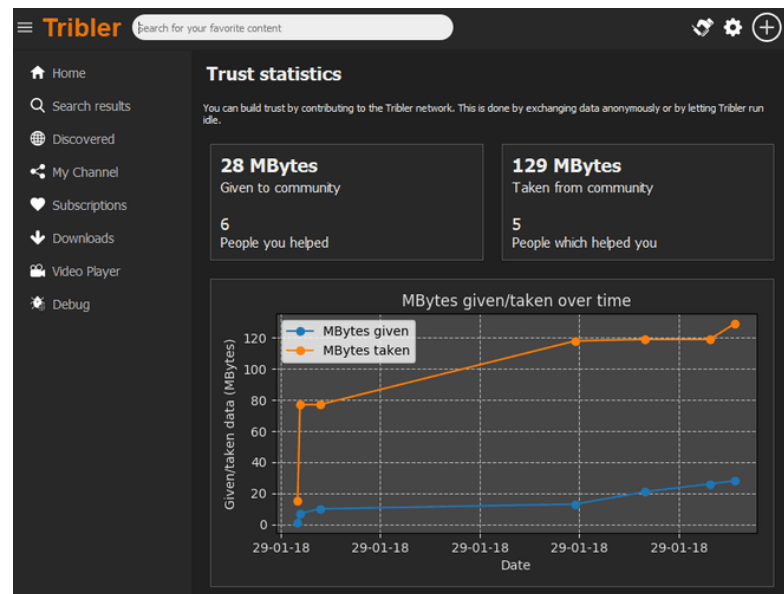 Tribler
Search for your favorite content
Home
Search results
Discovered
My Channel
Subscriptions
Downloads
Video Player
Debug
Trust statistics
You can build trust by contributing to the Tribler network. This is done by exchanging data anonymously or by letting Tribler run
idle.
28 MBytes
Given to community
6
People you helped
129 MBytes
Taken from community
5
People which helped you
MBytes given/taken over time
MBytes given
MBytes taken
Given/taken data (MBytes)
120
100
80
60
40
20
0
29-01-18 29-01-18 29-01-18 29-01-18 29-01-18
Date